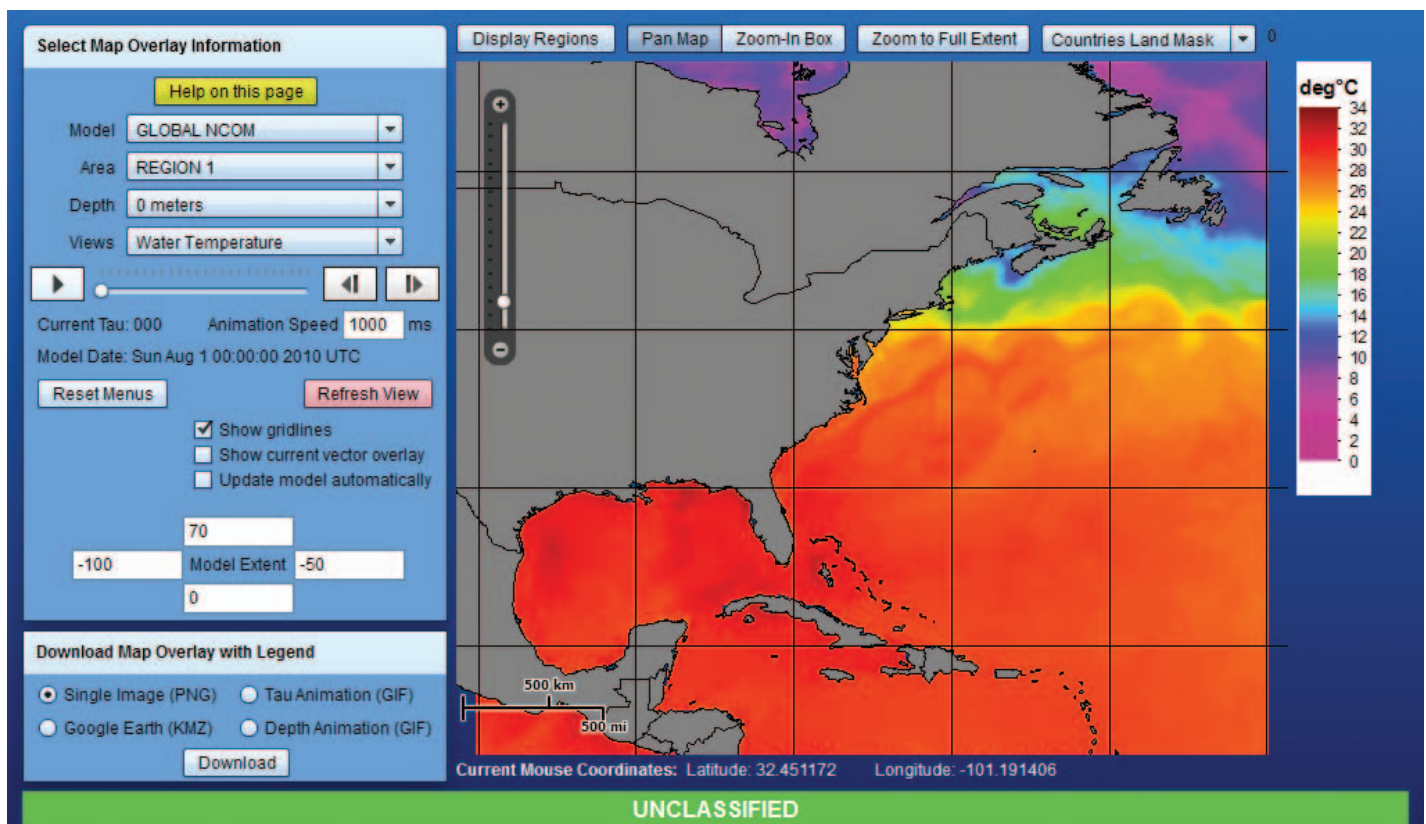 Select Map Overlay Information
Help on this page
Model GLOBAL NCOM
Area REGION 1
Depth 0 meters
Views Water Temperature
Current Tau: 000 Animation Speed 1000 ms
Model Date: Sun Aug 1 00:00:00 2010 UTC
Reset Menus Refresh View
Show gridlines
Show current vector overlay
Update model automatically
70
-100 Model Extent -50
0
Download Map Overlay with Legend
Single Image (PNG) Tau Animation (GIF)
Google Earth (KMZ) Depth Animation (GIF)
Download
Display Regions Pan Map Zoom-In Box Zoom to Full Extent Countries Land Mask 0
deg°C
34
32
30
28
26
24
22
20
18
16
14
12
10
8
6
4
2
0
500 km
500 mi
Current Mouse Coordinates: Latitude: 32.451172 Longitude: -101.191406
UNCLASSIFIED